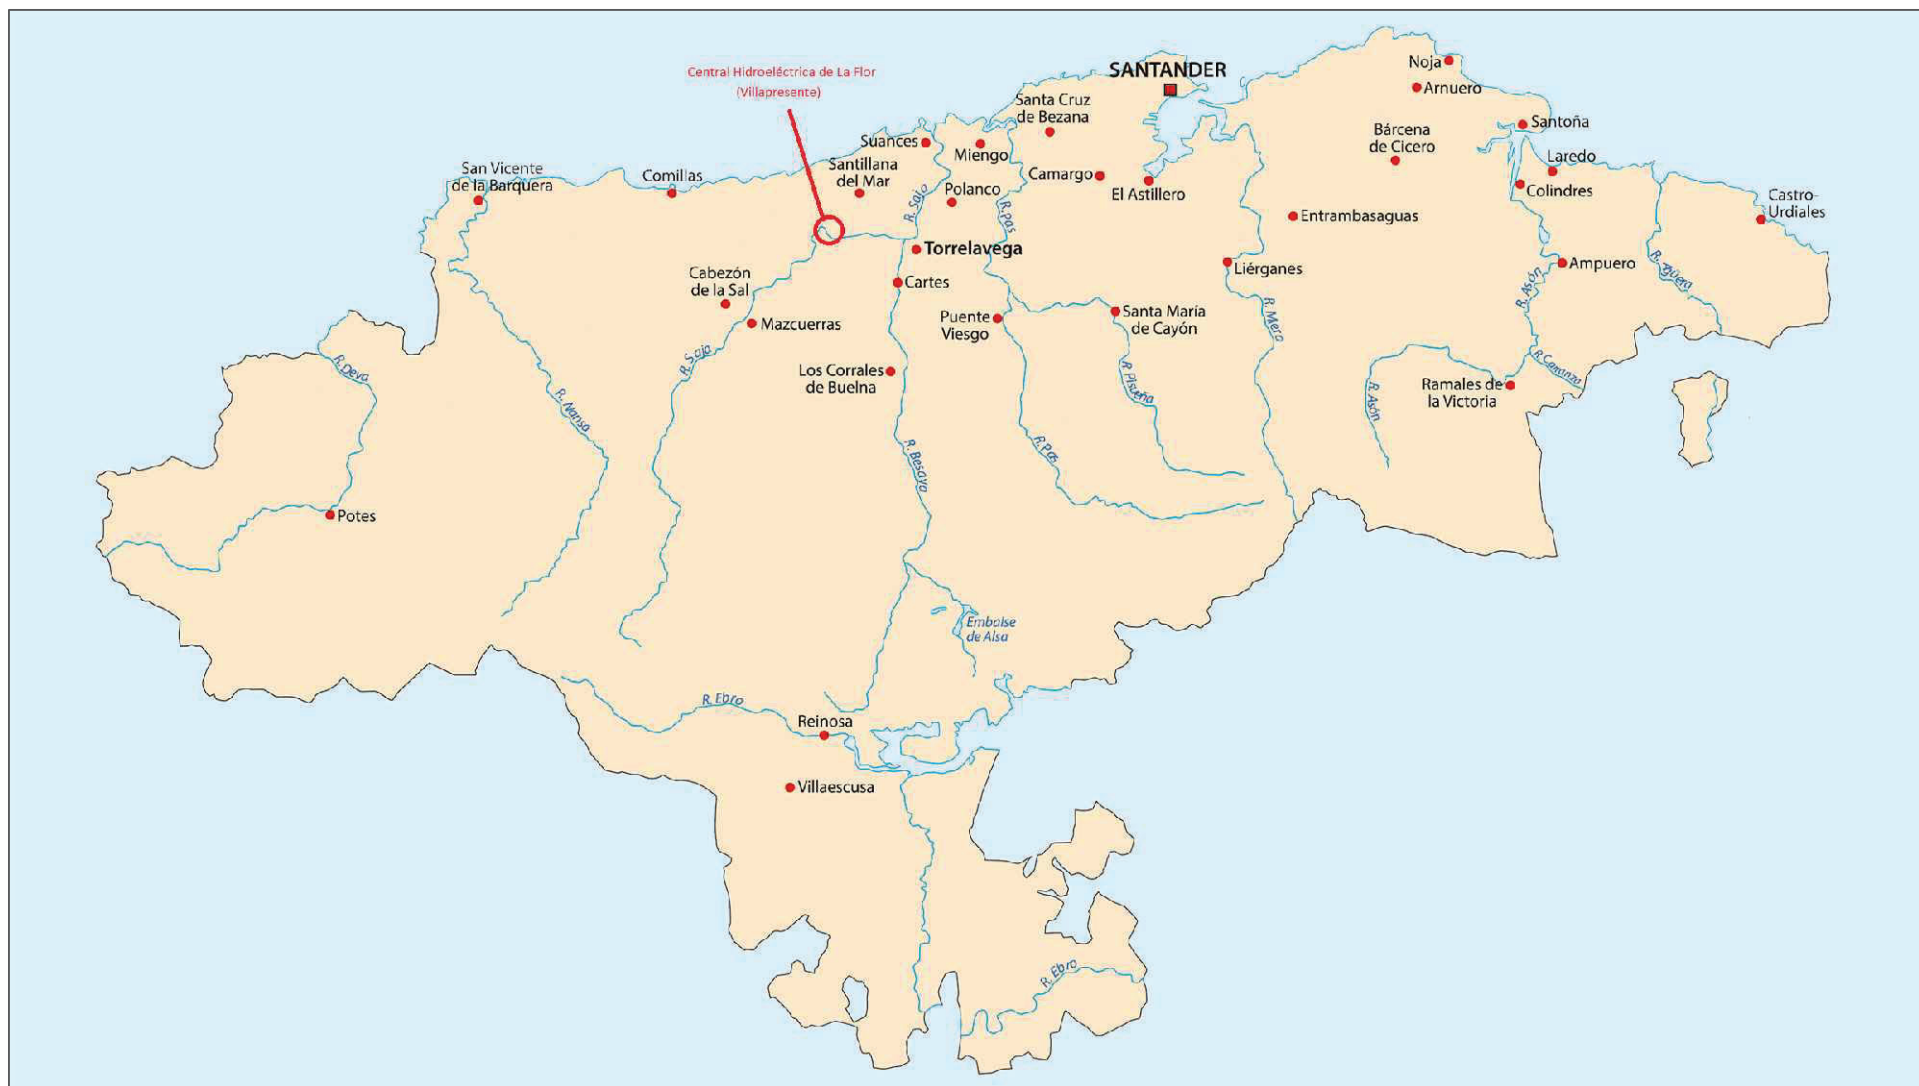 Central Hidroeléctrica de La Flor
(Villapresente)
SANTANDER
Noja
Arnuero
Santa Cruz
de Bezana
Santoña
Suances
Miengo
Bárcena
de Cicero
Laredo
San Vicente
de la Barquera
Comillas
Santillana
del Mar
Camargo
El Astillero
Polanco
Colindres
R. Saja
R. Pas
Castro-
Urdiales
Entrambasaguas
Torrelavega
Cabezón
de la Sal
Cartes
Liérganes
Ampuero
R. Asón
R. Agüera
Mazcuerras
Puente
Viesgo
Santa María
de Cayón
R. Mera
R. Deva
R. Saja
Los Corrales
de Buelna
R. Pisueña
R. Carranza
Ramales de
la Victoria
R. Asón
R. Nansa
R. Pas
R. Besaya
Potes
Embalse
de Alsa
R. Ebro
Reinosa
Villaescusa
R. Ebro